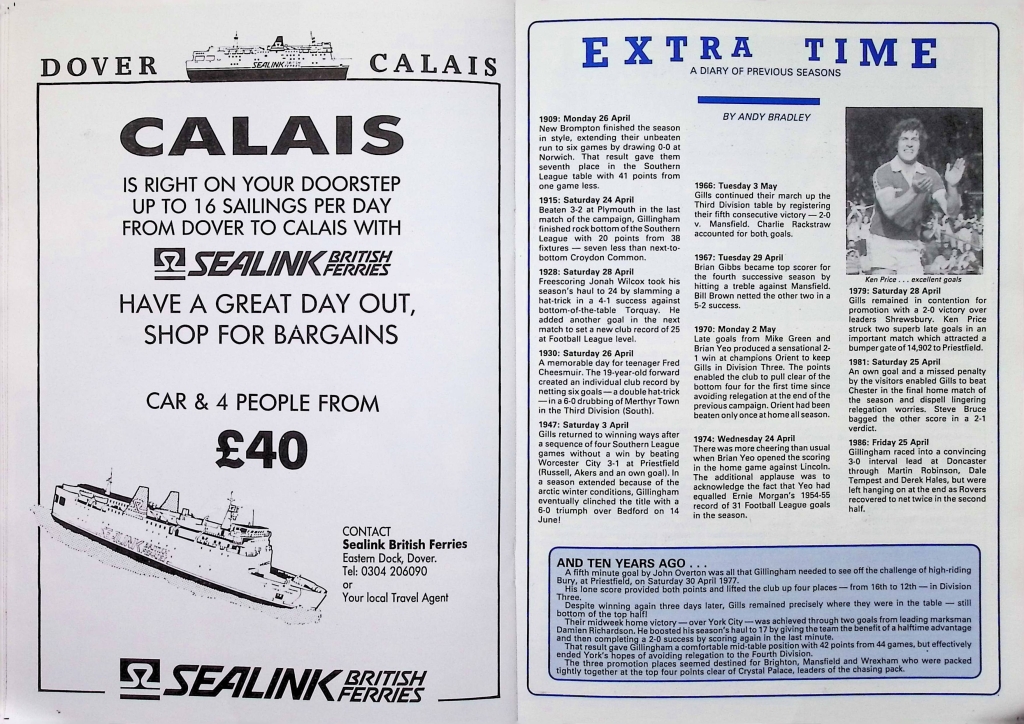 DOVER
SEALINK
CALAIS
CALAIS
IS RIGHT ON YOUR DOORSTEP
UP TO 16 SAILINGS PER DAY
FROM DOVER TO CALAIS WITH
SEALINK BRITISH FERRIES
HAVE A GREAT DAY OUT,
SHOP FOR BARGAINS
CAR & 4 PEOPLE FROM
£40
CONTACT
Sealink British Ferries
Eastern Dock, Dover.
Tel: 0304 206090
or
Your local Travel Agent
SEALINK BRITISH FERRIES
EXTRA TIME
A DIARY OF PREVIOUS SEASONS
BY ANDY BRADLEY
1909: Monday 26 April
New Brompton finished the season
in style, extending their unbeaten
run to six games by drawing 0-0 at
Norwich. That result gave them
seventh place in the Southern
League table with 41 points from
one game less.
1915: Saturday 24 April
Beaten 3-2 at Plymouth in the last
match of the campaign, Gillingham
finished rock bottom of the Southern
League with 20 points from 38
fixtures — seven less than next-to-
bottom Croydon Common.
1928: Saturday 28 April
Freescoring Jonah Wilcox took his
season's haul to 24 by slamming a
hat-trick in a 4-1 success against
bottom-of-the-table Torquay. He
added another goal in the next
match to set a new club record of 25
at Football League level.
1930: Saturday 26 April
A memorable day for teenager Fred
Cheesmuir. The 19-year-old forward
created an individual club record by
netting six goals — a double hat-trick
— in a 6-0 drubbing of Merthyr Town
in the Third Division (South).
1947: Saturday 3 April
Gills returned to winning ways after
a sequence of four Southern League
games without a win by beating
Worcester City 3-1 at Priestfield
(Russell, Akers and an own goal). In
a season extended because of the
arctic winter conditions, Gillingham
eventually clinched the title with a
6-0 triumph over Bedford on 14
June!
1966: Tuesday 3 May
Gills continued their march up the
Third Division table by registering
their fifth consecutive victory — 2-0
v. Mansfield. Charlie Rackstraw
accounted for both goals.
1967: Tuesday 29 April
Brian Gibbs became top scorer for
the fourth successive season by
hitting a treble against Mansfield.
Bill Brown netted the other two in a
5-2 success.
1970: Monday 2 May
Late goals from Mike Green and
Brian Yeo produced a sensational 2-
1 win at champions Orient to keep
Gills in Division Three. The points
enabled the club to pull clear of the
bottom four for the first time since
avoiding relegation at the end of the
previous campaign. Orient had been
beaten only once at home all season.
1974: Wednesday 24 April
There was more cheering than usual
when Brian Yeo opened the scoring
in the home game against Lincoln.
The additional applause was to
acknowledge the fact that Yeo had
equalled Ernie Morgan's 1954-55
record of 31 Football League goals
in the season.
Ken Price . . . excellent goals
1979: Saturday 28 April
Gills remained in contention for
promotion with a 2-0 victory over
leaders Shrewsbury. Ken Price
struck two superb late goals in an
important match which attracted a
bumper gate of 14,902 to Priestfield.
1981: Saturday 25 April
An own goal and a missed penalty
by the visitors enabled Gills to beat
Chester in the final home match of
the season and dispell lingering
relegation worries. Steve Bruce
bagged the other score in a 2-1
verdict.
1986: Friday 25 April
Gillingham raced into a convincing
3-0 interval lead at Doncaster
through Martin Robinson, Dale
Tempest and Derek Hales, but were
left hanging on at the end as Rovers
recovered to net twice in the second
half.
AND TEN YEARS AGO . . .
A fifth minute goal by John Overton was all that Gillingham needed to see off the challenge of high-riding
Bury, at Priestfield, on Saturday 30 April 1977.
His lone score provided both points and lifted the club up four places — from 16th to 12th — in Division
Three.
Despite winning again three days later, Gills remained precisely where they were in the table — still
bottom of the top half!
Their midweek home victory — over York City — was achieved through two goals from leading marksman
Damien Richardson. He boosted his season's haul to 17 by giving the team the benefit of a halftime advantage
and then completing a 2-0 success by scoring again in the last minute.
That result gave Gillingham a comfortable mid-table position with 42 points from 44 games, but effectively
ended York's hopes of avoiding relegation to the Fourth Division.
The three promotion places seemed destined for Brighton, Mansfield and Wrexham who were packed
tightly together at the top four points clear of Crystal Palace, leaders of the chasing pack.